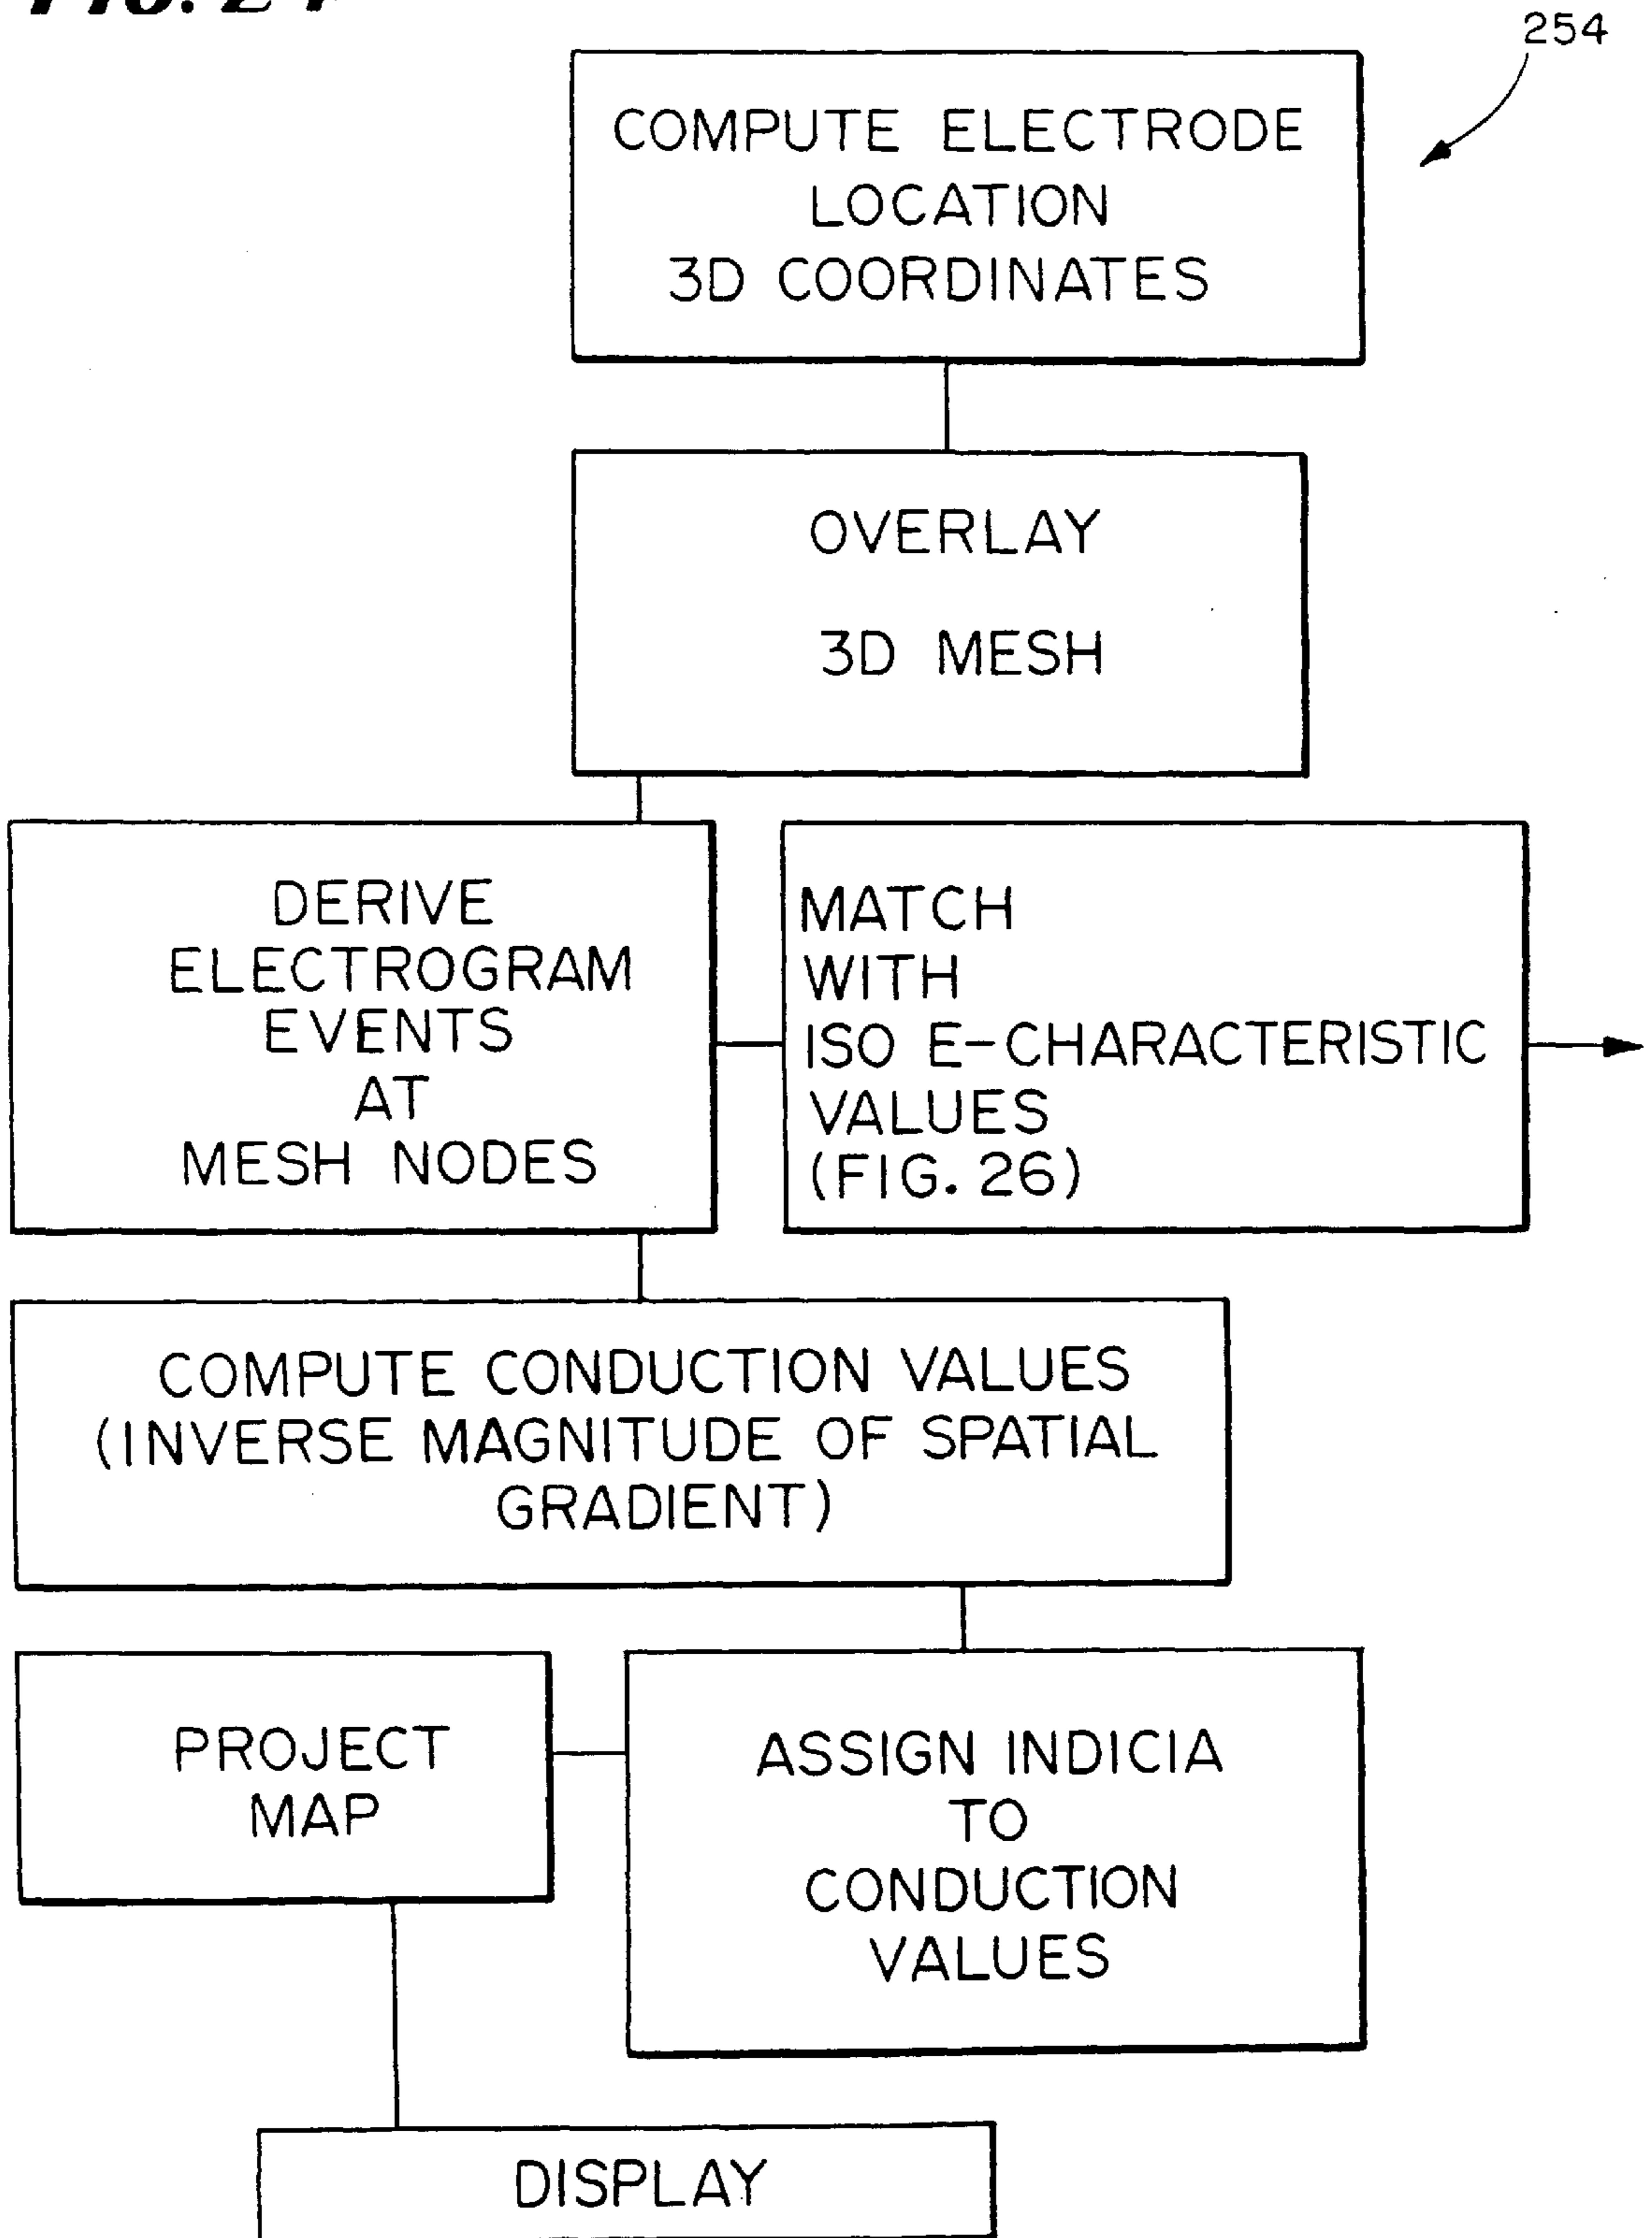 254
COMPUTE ELECTRODE
LOCATION
3D COORDINATES
OVERLAY
3D MESH
DERIVE
ELECTROGRAM
EVENTS
AT
MESH NODES
MATCH
WITH
ISO E-CHARACTERISTIC
VALUES
(FIG. 26)
COMPUTE CONDUCTION VALUES
(INVERSE MAGNITUDE OF SPATIAL
GRADIENT)
PROJECT
MAP
ASSIGN INDICIA
TO
CONDUCTION
VALUES
DISPLAY